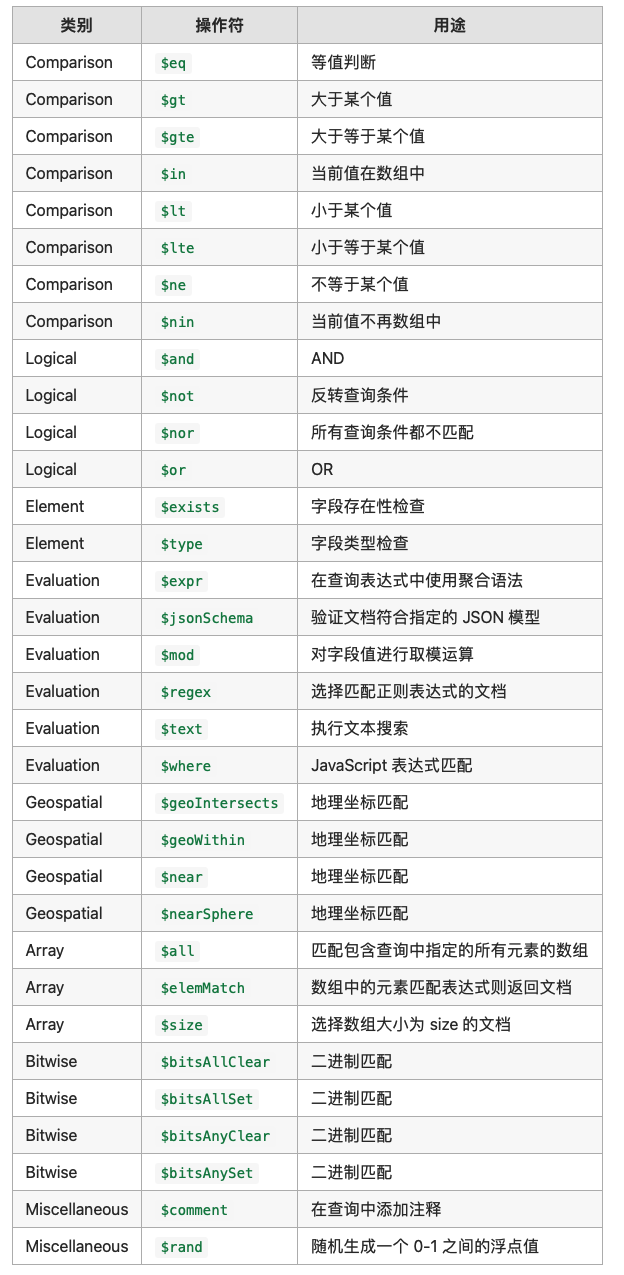 类别 操作符 用途
Comparison $eq 等值判断
Comparison $gt 大于某个值
Comparison $gte 大于等于某个值
Comparison $in 当前值在数组中
Comparison $lt 小于某个值
Comparison $lte 小于等于某个值
Comparison $ne 不等于某个值
Comparison $nin 当前值不再数组中
Logical $and AND
Logical $not 反转查询条件
Logical $nor 所有查询条件都不匹配
Logical $or OR
Element $exists 字段存在性检查
Element $type 字段类型检查
Evaluation $expr 在查询表达式中使用聚合语法
Evaluation $jsonSchema 验证文档符合指定的 JSON 模型
Evaluation $mod 对字段值进行取模运算
Evaluation $regex 选择匹配正则表达式的文档
Evaluation $text 执行文本搜索
Evaluation $where JavaScript 表达式匹配
Geospatial $geoIntersects 地理坐标匹配
Geospatial $geoWithin 地理坐标匹配
Geospatial $near 地理坐标匹配
Geospatial $nearSphere 地理坐标匹配
Array $all 匹配包含查询中指定的所有元素的数组
Array $elemMatch 数组中的元素匹配表达式则返回文档
Array $size 选择数组大小为 size 的文档
Bitwise $bitsAllClear 二进制匹配
Bitwise $bitsAllSet 二进制匹配
Bitwise $bitsAnyClear 二进制匹配
Bitwise $bitsAnySet 二进制匹配
Miscellaneous $comment 在查询中添加注释
Miscellaneous $rand 随机生成一个 0-1 之间的浮点值